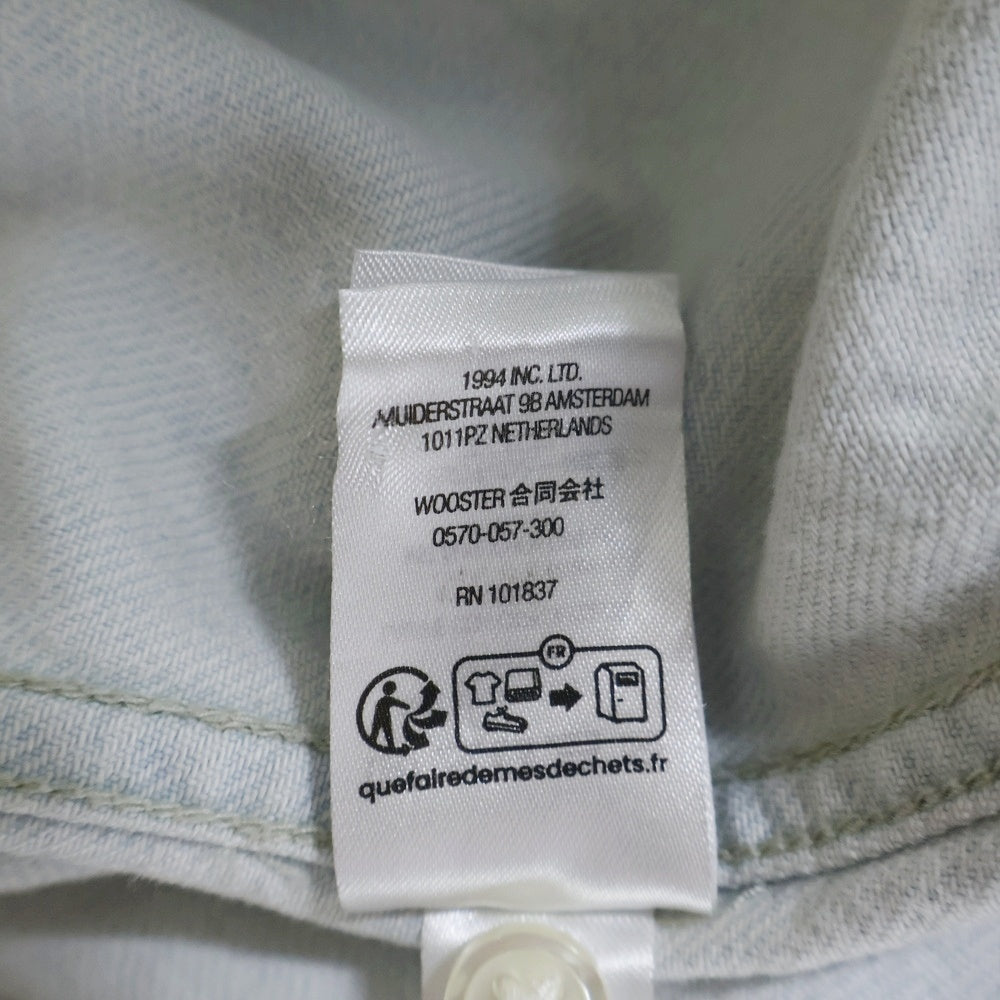 1994 INC. LTD.
MUIDERSTRAAT 9B AMSTERDAM
1011PZ NETHERLANDS
WOOSTER 合同会社
0570-057-300
RN 101837
FR
quefairedemesdechets.fr